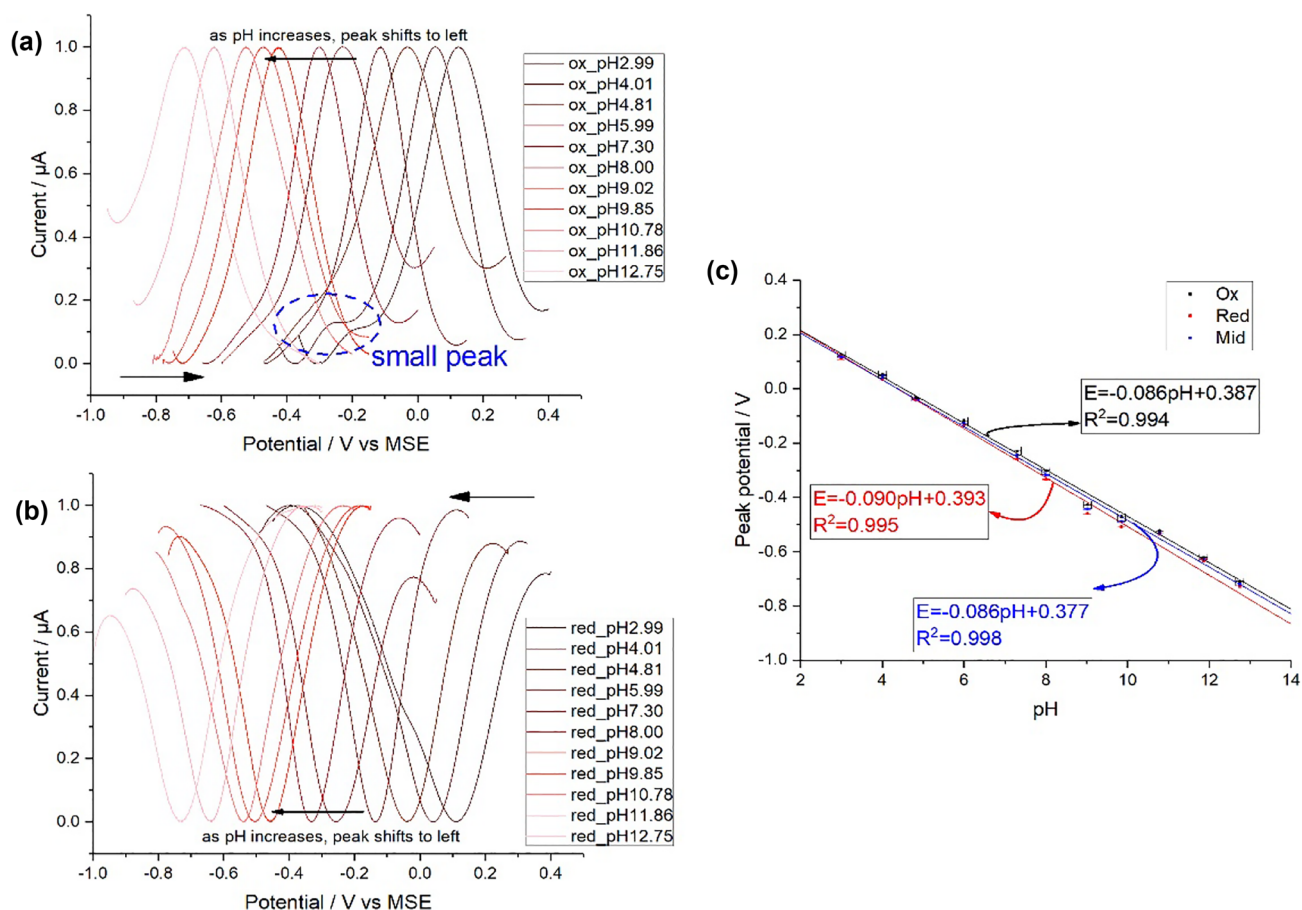 (a)
as pH increases, peak shifts to left
ox_pH2.99
ox_pH4.01
ox_pH4.81
ox_pH5.99
ox_pH7.30
ox_pH8.00
ox_pH9.02
ox_pH9.85
ox_pH10.78
ox_pH11.86
ox_pH12.75
1.0
0.8
0.6
0.4
0.2
0.0
Current / µA
small peak
-1.0 -0.8 -0.6 -0.4 -0.2 0.0 0.2 0.4
Potential / V vs MSE
(b)
1.0
0.8
0.6
0.4
0.2
0.0
Current / µA
red_pH2.99
red_pH4.01
red_pH4.81
red_pH5.99
red_pH7.30
red_pH8.00
red_pH9.02
red_pH9.85
red_pH10.78
red_pH11.86
red_pH12.75
as pH increases, peak shifts to left
-1.0 -0.8 -0.6 -0.4 -0.2 0.0 0.2 0.4
Potential / V vs MSE
(c)
0.4
0.2
0.0
-0.2
-0.4
-0.6
-0.8
-1.0
Peak potential / V
Ox
Red
Mid
E=-0.086pH+0.387
R²=0.994
E=-0.090pH+0.393
R²=0.995
E=-0.086pH+0.377
R²=0.998
2 4 6 8 10 12 14
pH